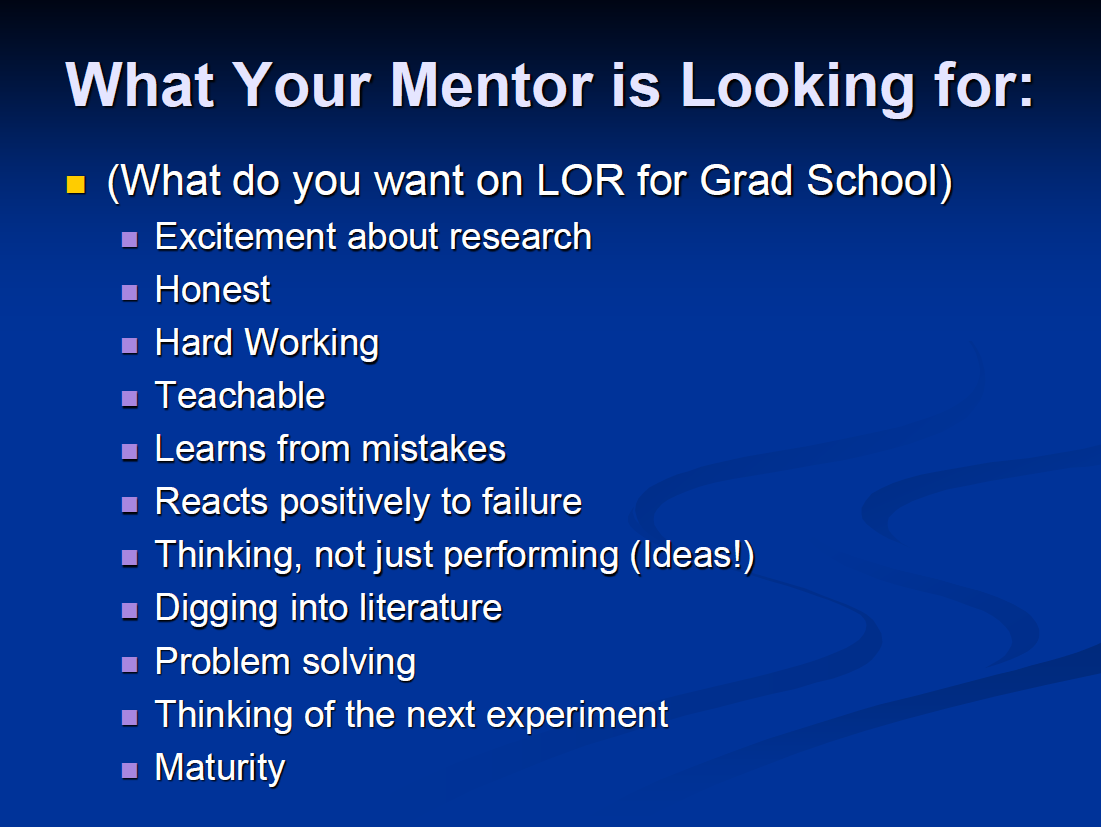 What Your Mentor is Looking for:
(What do you want on LOR for Grad School)
Excitement about research
Honest
Hard Working
Teachable
Learns from mistakes
Reacts positively to failure
Thinking, not just performing (Ideas!)
Digging into literature
Problem solving
Thinking of the next experiment
Maturity